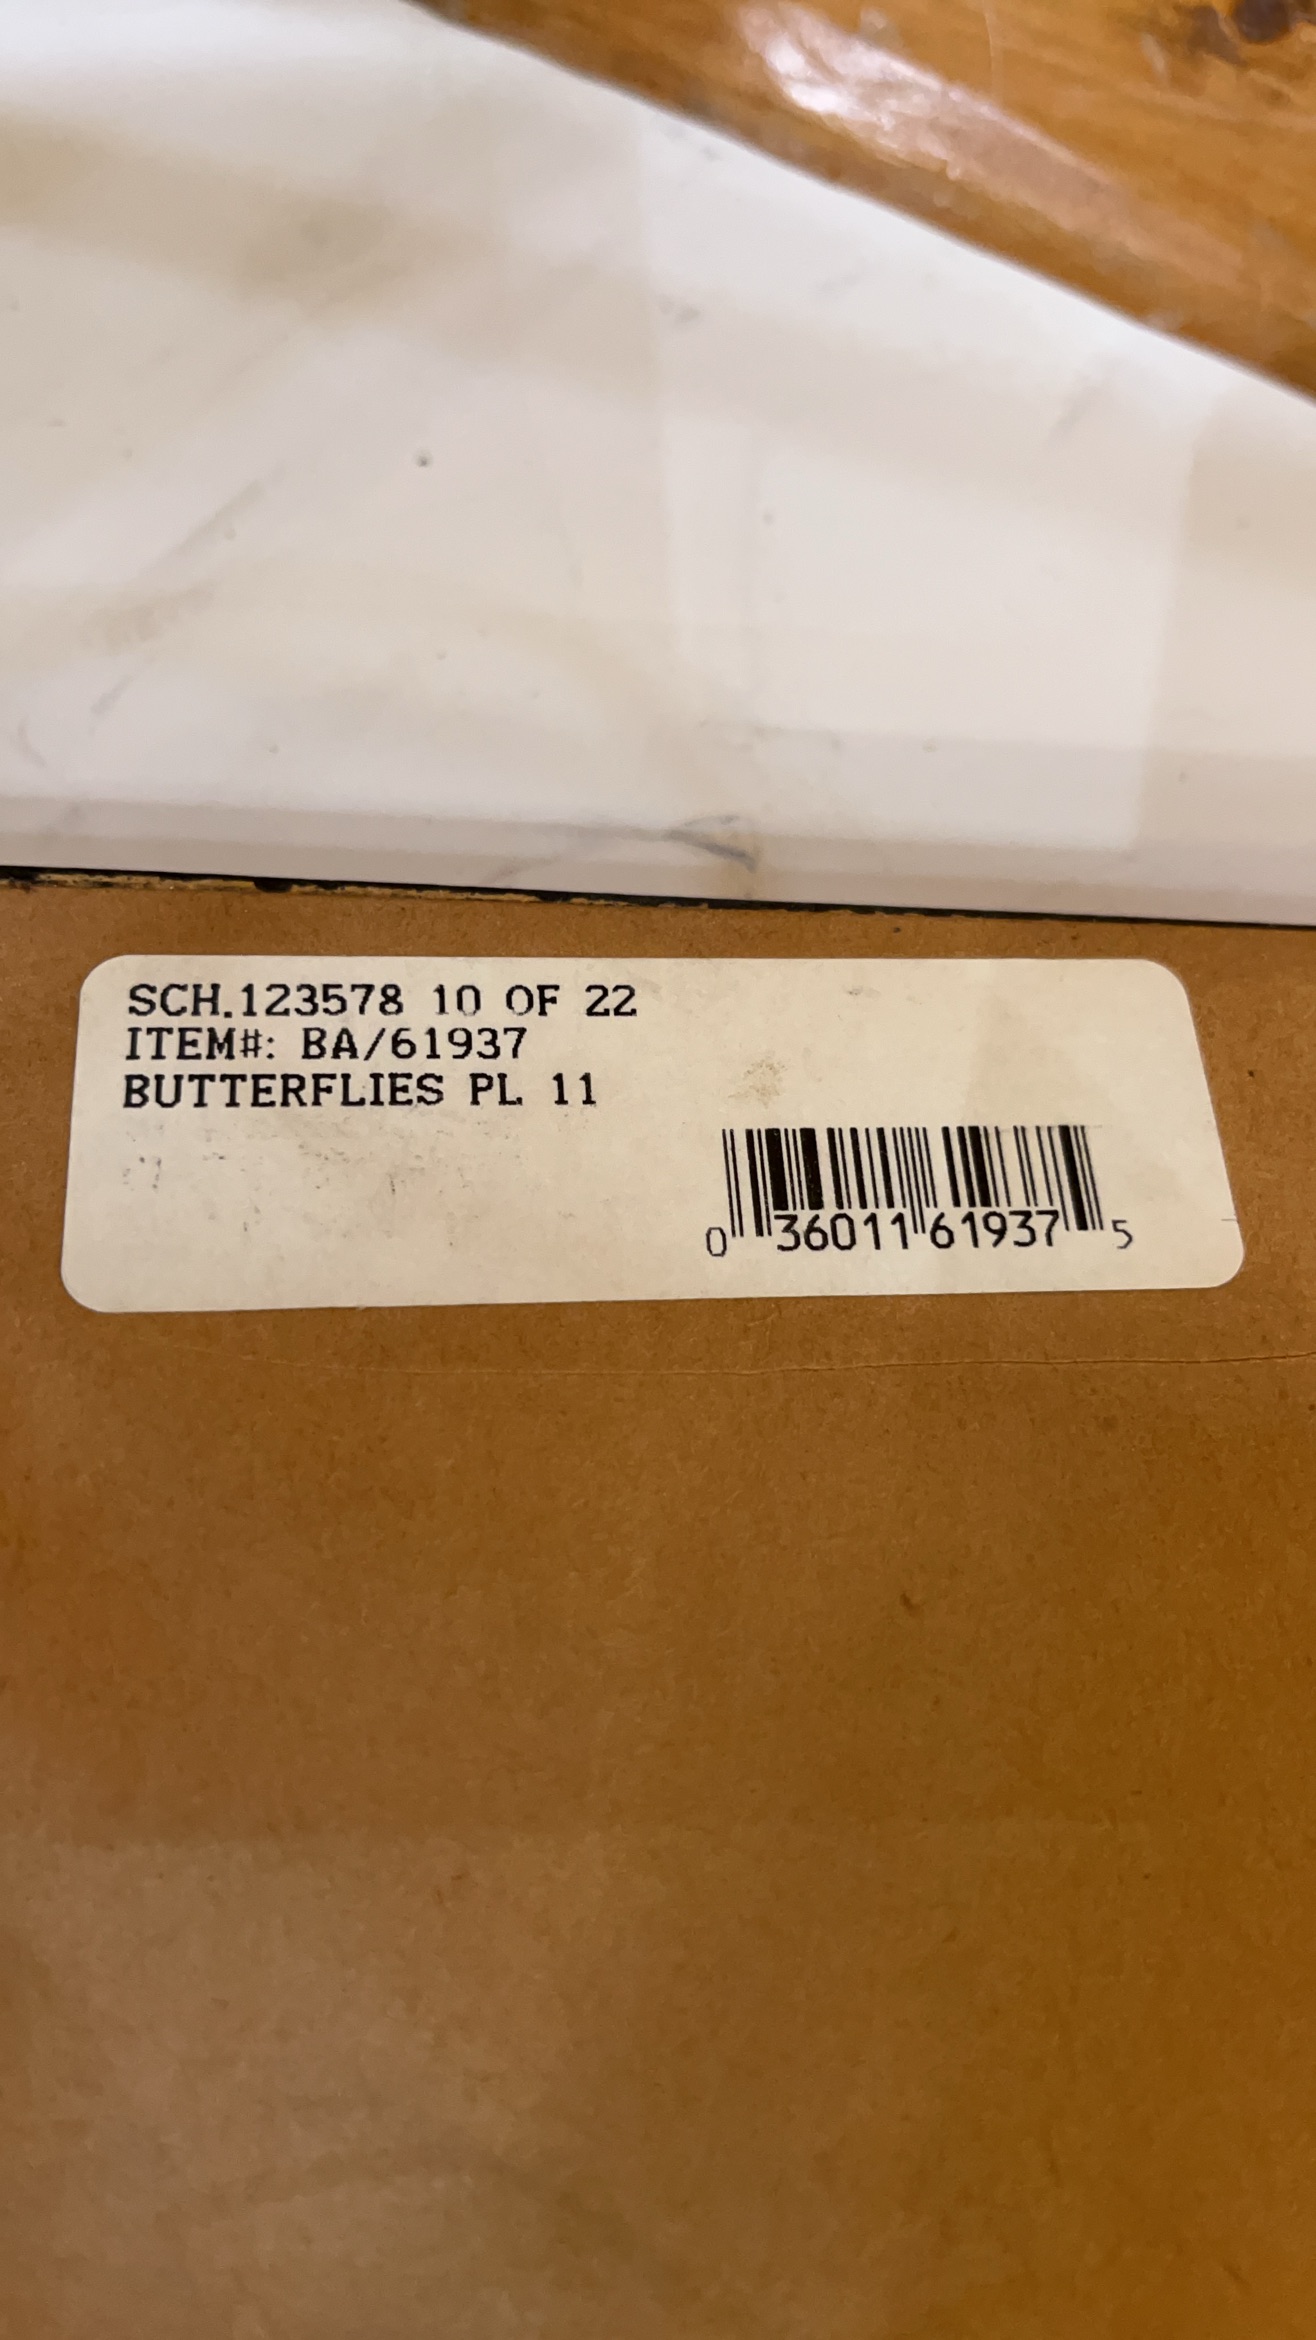 SCH.123578 10 OF 22
ITEM#: BA/61937
BUTTERFLIES PL 11
0 36011 61937 5